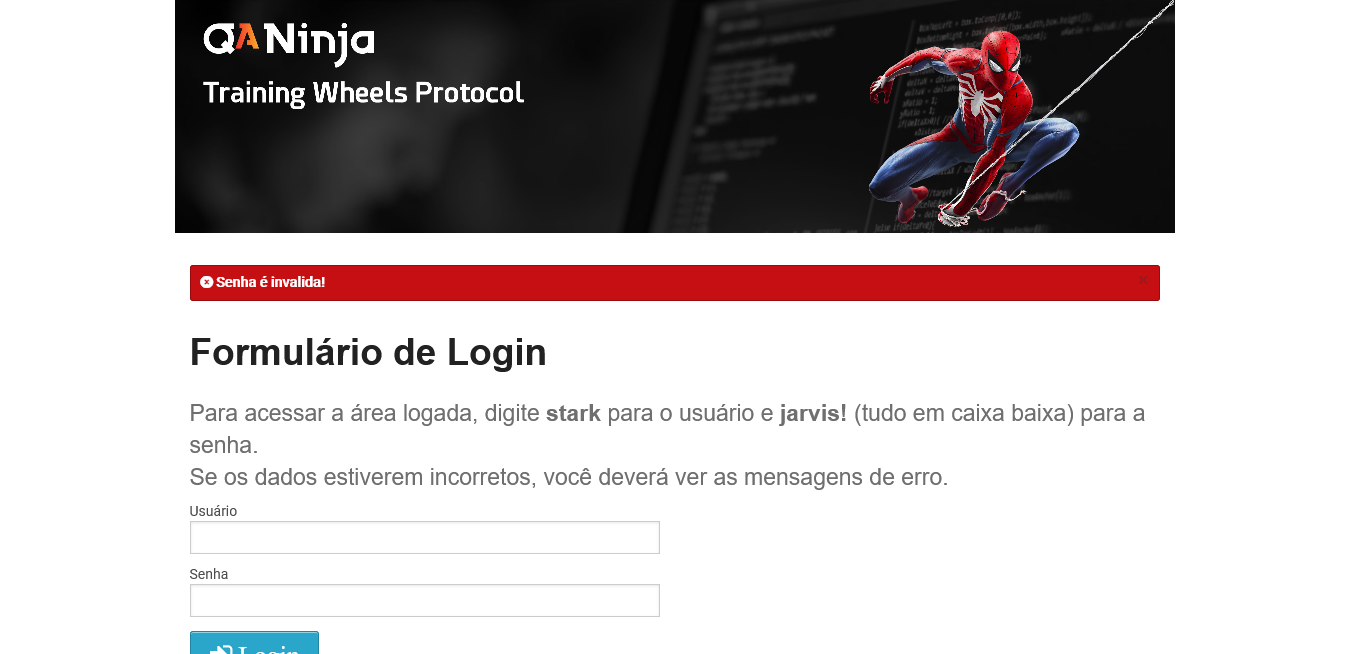 QANinja
Training Wheels Protocol
Senha é invalida!
×
Formulário de Login
Para acessar a área logada, digite stark para o usuário e jarvis! (tudo em caixa baixa) para a
senha.
Se os dados estiverem incorretos, você deverá ver as mensagens de erro.
Usuário
Senha
Login